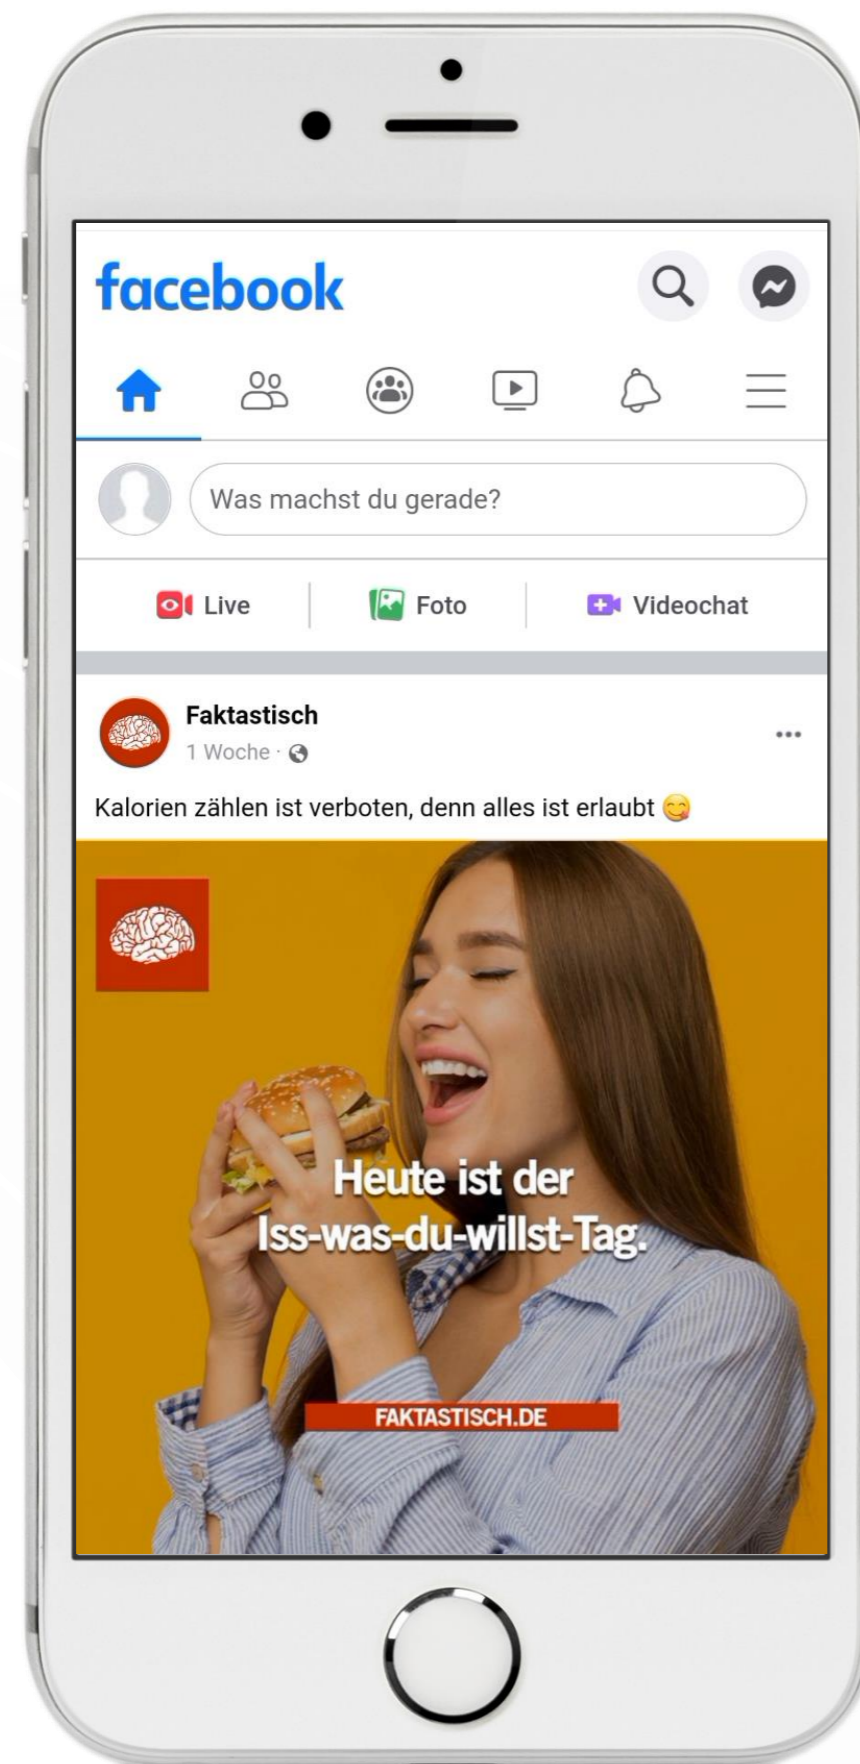 facebook
Was machst du gerade?
Live
Foto
Videochat
Faktastisch
1 Woche ·
Kalorien zählen ist verboten, denn alles ist erlaubt 😋
Heute ist der
Iss-was-du-willst-Tag.
FAKTASTISCH.DE